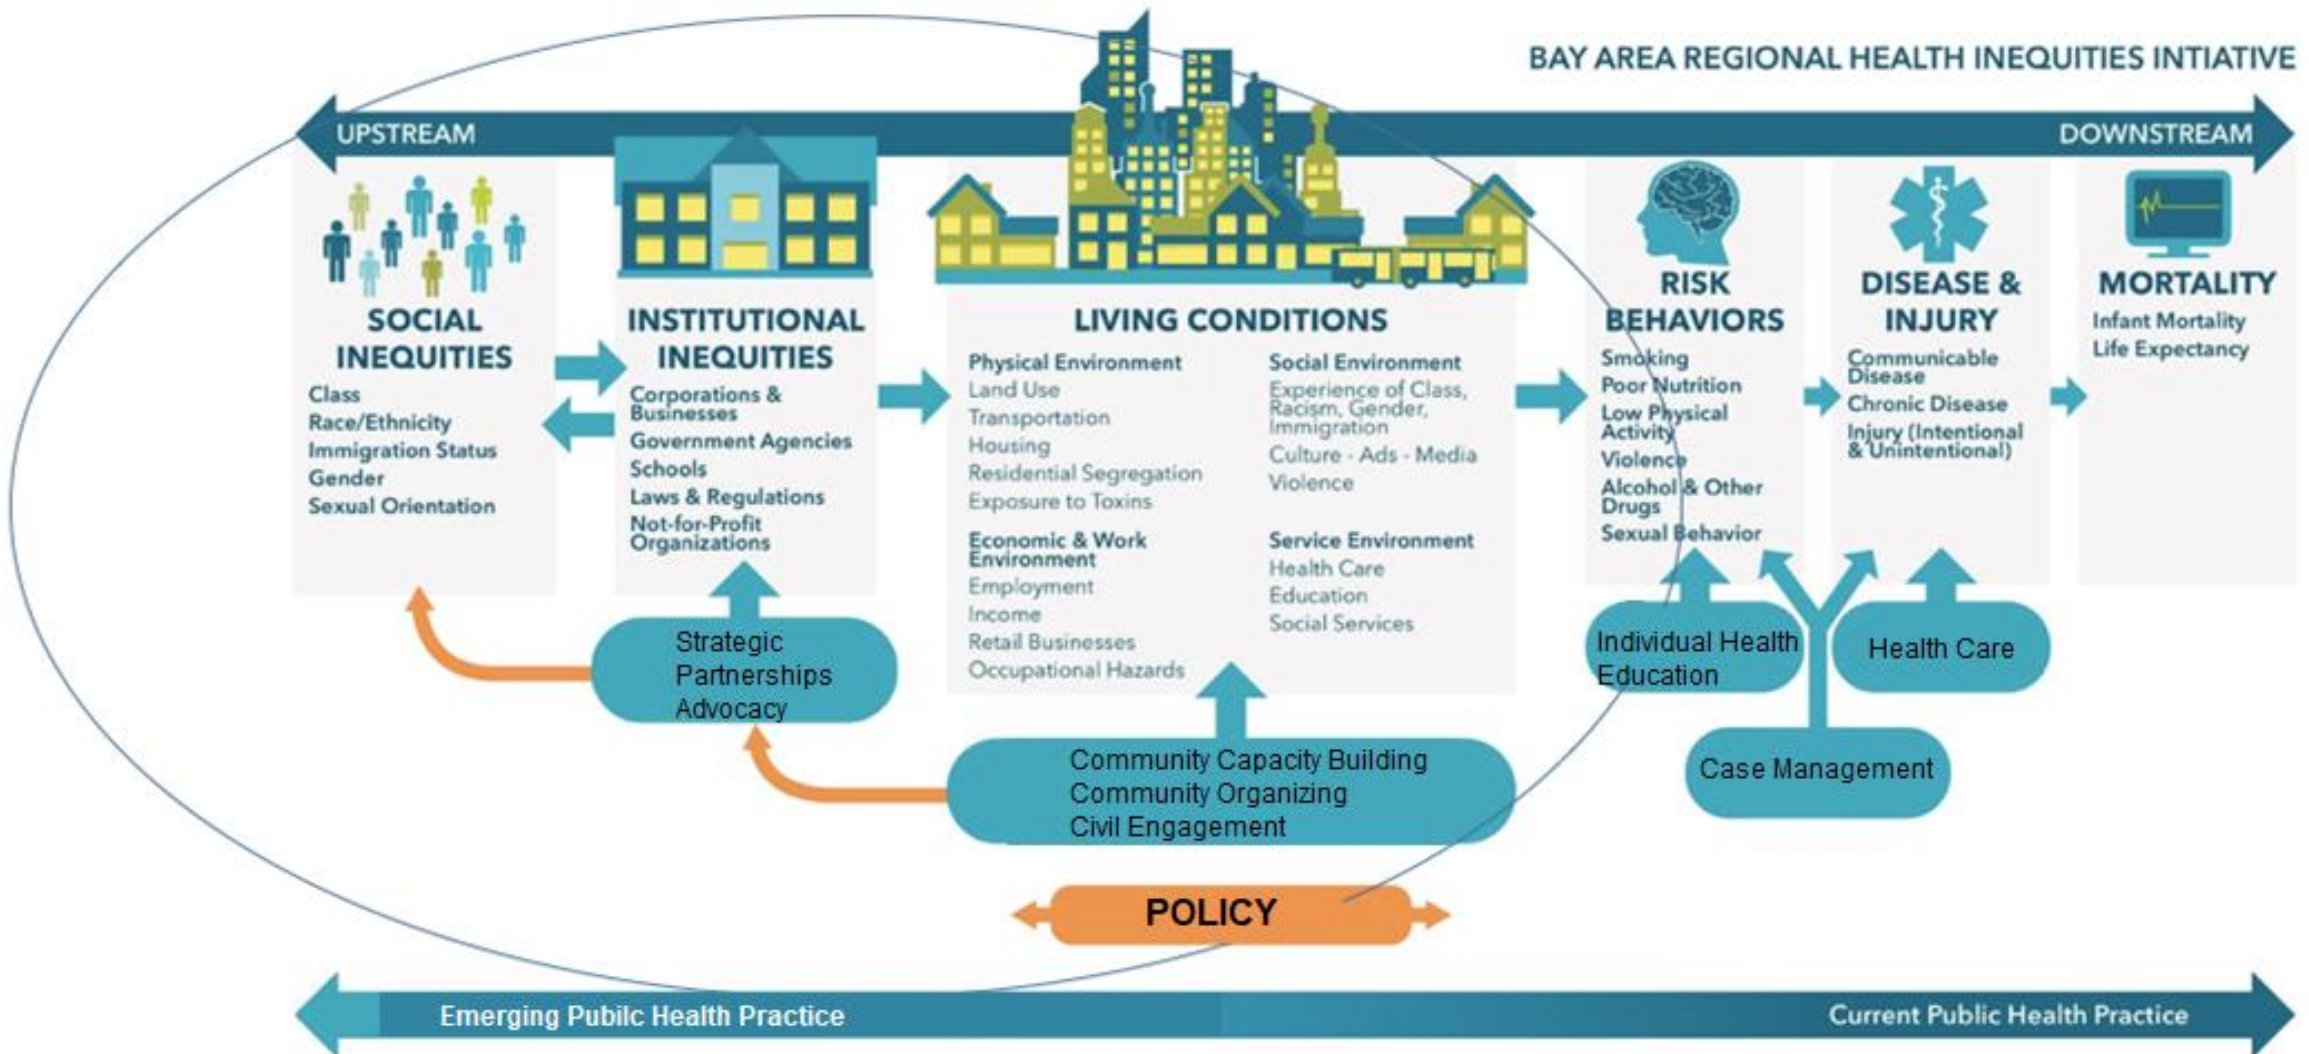 BAY AREA REGIONAL HEALTH INEQUITIES INTIATIVE
UPSTREAM
DOWNSTREAM
SOCIAL
INEQUITIES
Class
Race/Ethnicity
Immigration Status
Gender
Sexual Orientation
INSTITUTIONAL
INEQUITIES
Corporations &
Businesses
Government Agencies
Schools
Laws & Regulations
Not-for-Profit
Organizations
LIVING CONDITIONS
Physical Environment
Land Use
Transportation
Housing
Residential Segregation
Exposure to Toxins
Economic & Work
Environment
Employment
Income
Retail Businesses
Occupational Hazards
Social Environment
Experience of Class,
Racism, Gender,
Immigration
Culture - Ads - Media
Violence
Service Environment
Health Care
Education
Social Services
RISK
BEHAVIORS
Smoking
Poor Nutrition
Low Physical
Activity
Violence
Alcohol & Other
Drugs
Sexual Behavior
DISEASE &
INJURY
Communicable
Disease
Chronic Disease
Injury (Intentional
& Unintentional)
MORTALITY
Infant Mortality
Life Expectancy
Strategic
Partnerships
Advocacy
Community Capacity Building
Community Organizing
Civil Engagement
Individual Health
Education
Health Care
Case Management
POLICY
Emerging Pubilc Health Practice
Current Public Health Practice